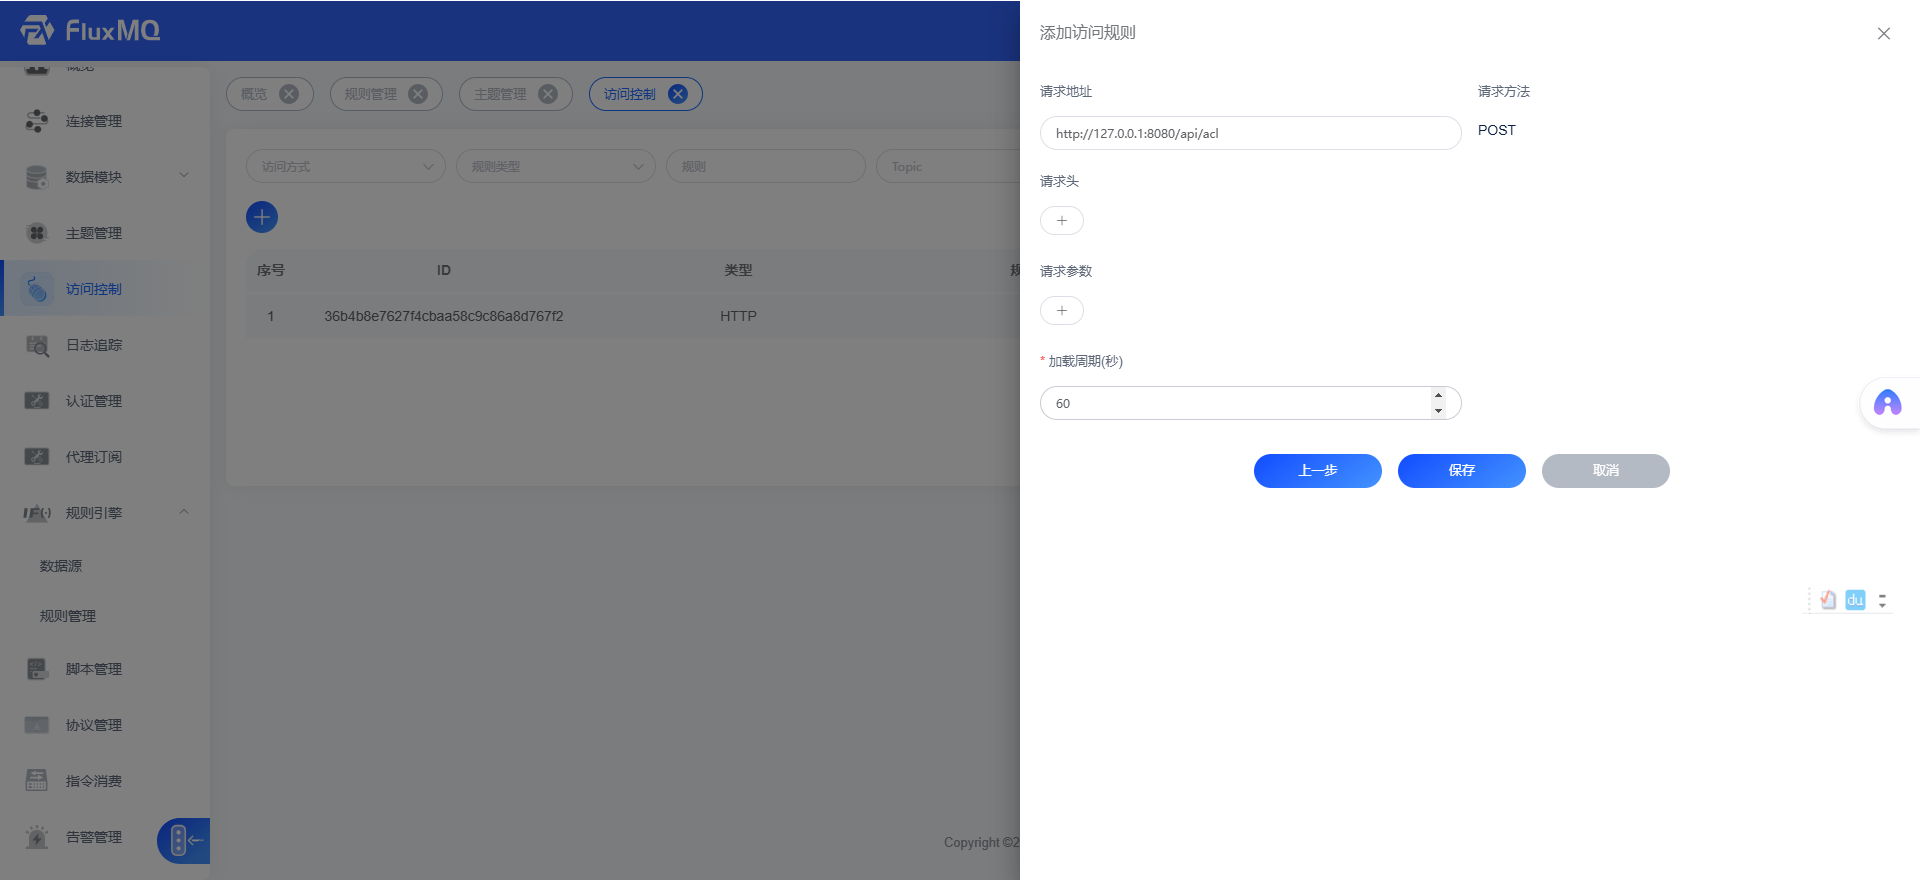 FluxMQ
概览
连接管理
数据模块
主题管理
访问控制
日志追踪
认证管理
代理订阅
IF(·) 规则引擎
数据源
规则管理
脚本管理
协议管理
指令消费
告警管理
概览 规则管理 主题管理 访问控制
访问方式 规则类型 规则 Topic
序号 ID 类型
1 36b4b8e7627f4cbaa58c9c86a8d767f2 HTTP
Copyright ©2
添加访问规则
请求地址 请求方法
http://127.0.0.1:8080/api/acl POST
请求头
+
请求参数
+
* 加载周期(秒)
60
上一步 保存 取消
du